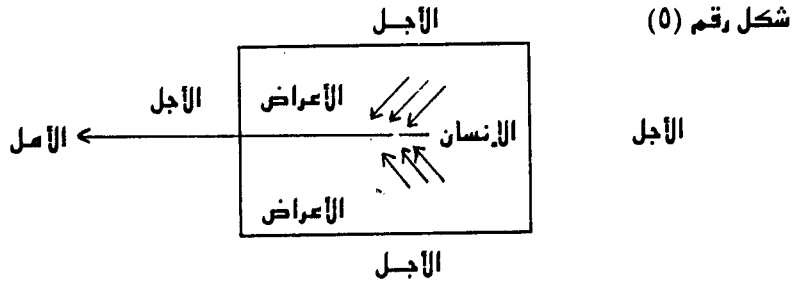 شكل رقم (٥)
الأجـل
الأعراض
الأجل
الأجل
الإنسان
الأمل
الأعراض
الأجـل